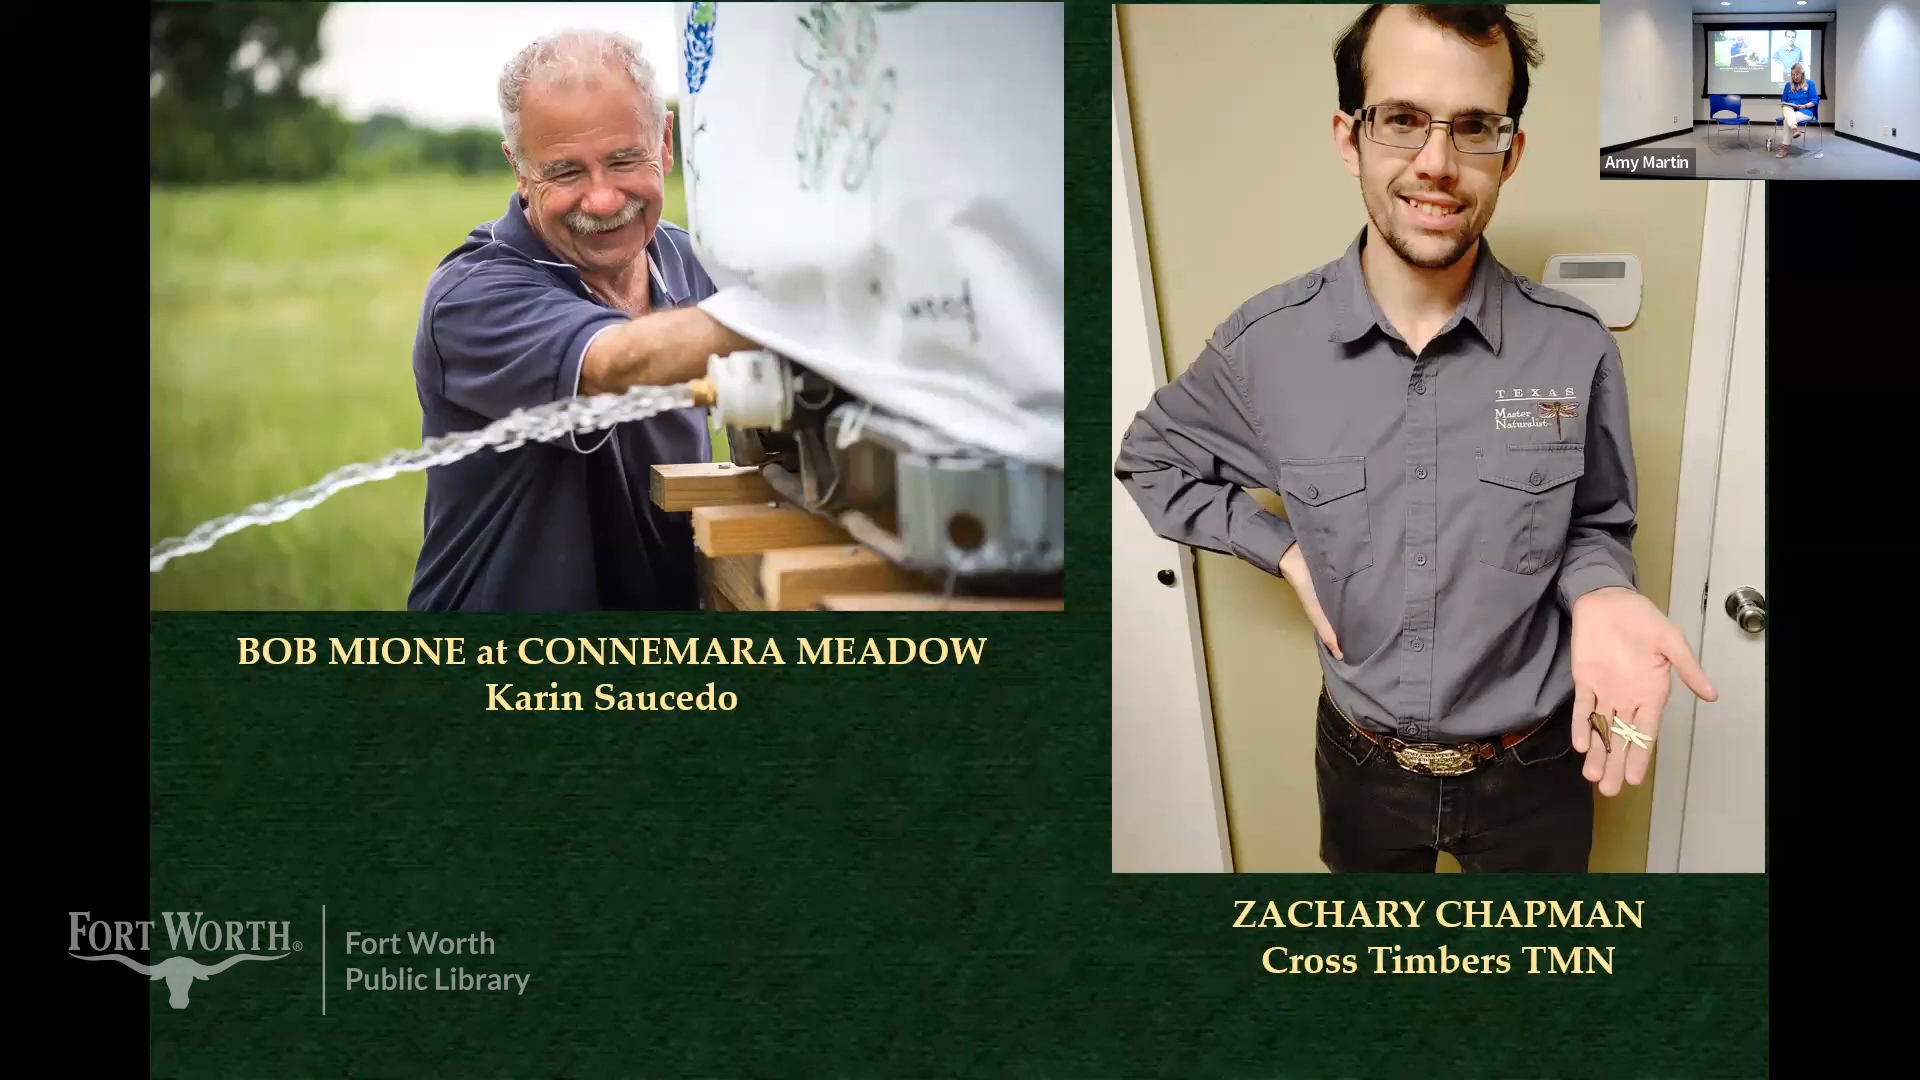 Amy Martin
TEXAS
Master
Naturalist
BOB MIONE at CONNEMARA MEADOW
Karin Saucedo
ZACHARY CHAPMAN
Cross Timbers TMN
FORT WORTH®
Fort Worth
Public Library